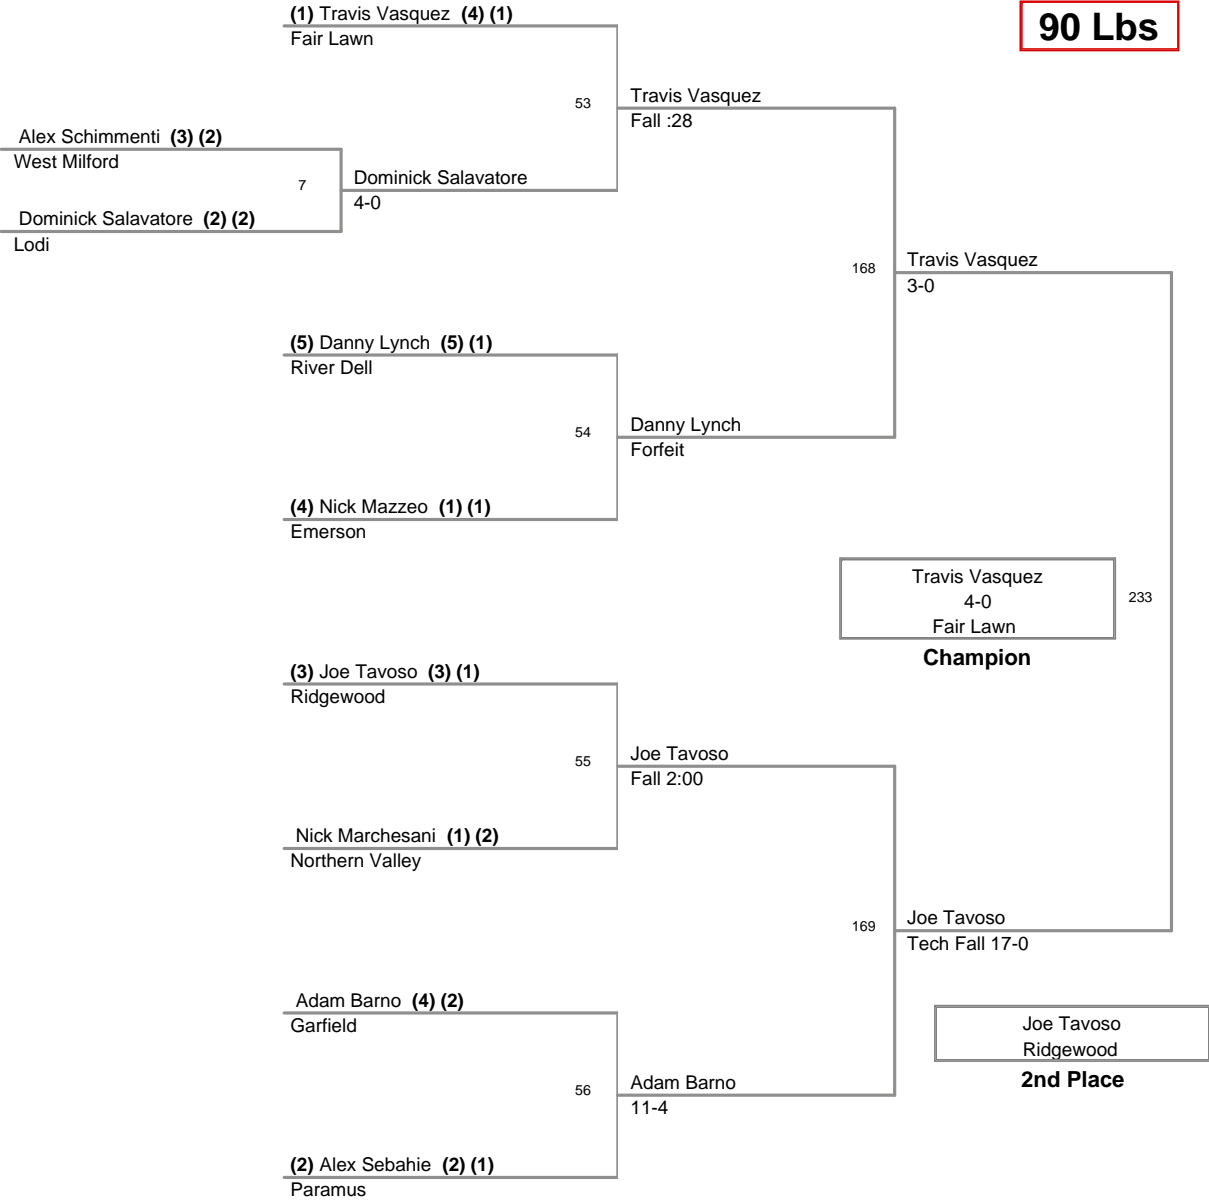 (1) Travis Vasquez (4) (1)
Fair Lawn
90 Lbs
53
Travis Vasquez
Fall :28
Alex Schimmenti (3) (2)
West Milford
7
Dominick Salavatore
4-0
Dominick Salavatore (2) (2)
Lodi
168
Travis Vasquez
3-0
(5) Danny Lynch (5) (1)
River Dell
54
Danny Lynch
Forfeit
(4) Nick Mazzeo (1) (1)
Emerson
Travis Vasquez
4-0
Fair Lawn
Champion
233
(3) Joe Tavoso (3) (1)
Ridgewood
55
Joe Tavoso
Fall 2:00
Nick Marchesani (1) (2)
Northern Valley
169
Joe Tavoso
Tech Fall 17-0
Adam Barno (4) (2)
Garfield
Joe Tavoso
Ridgewood
2nd Place
56
Adam Barno
11-4
(2) Alex Sebahie (2) (1)
Paramus